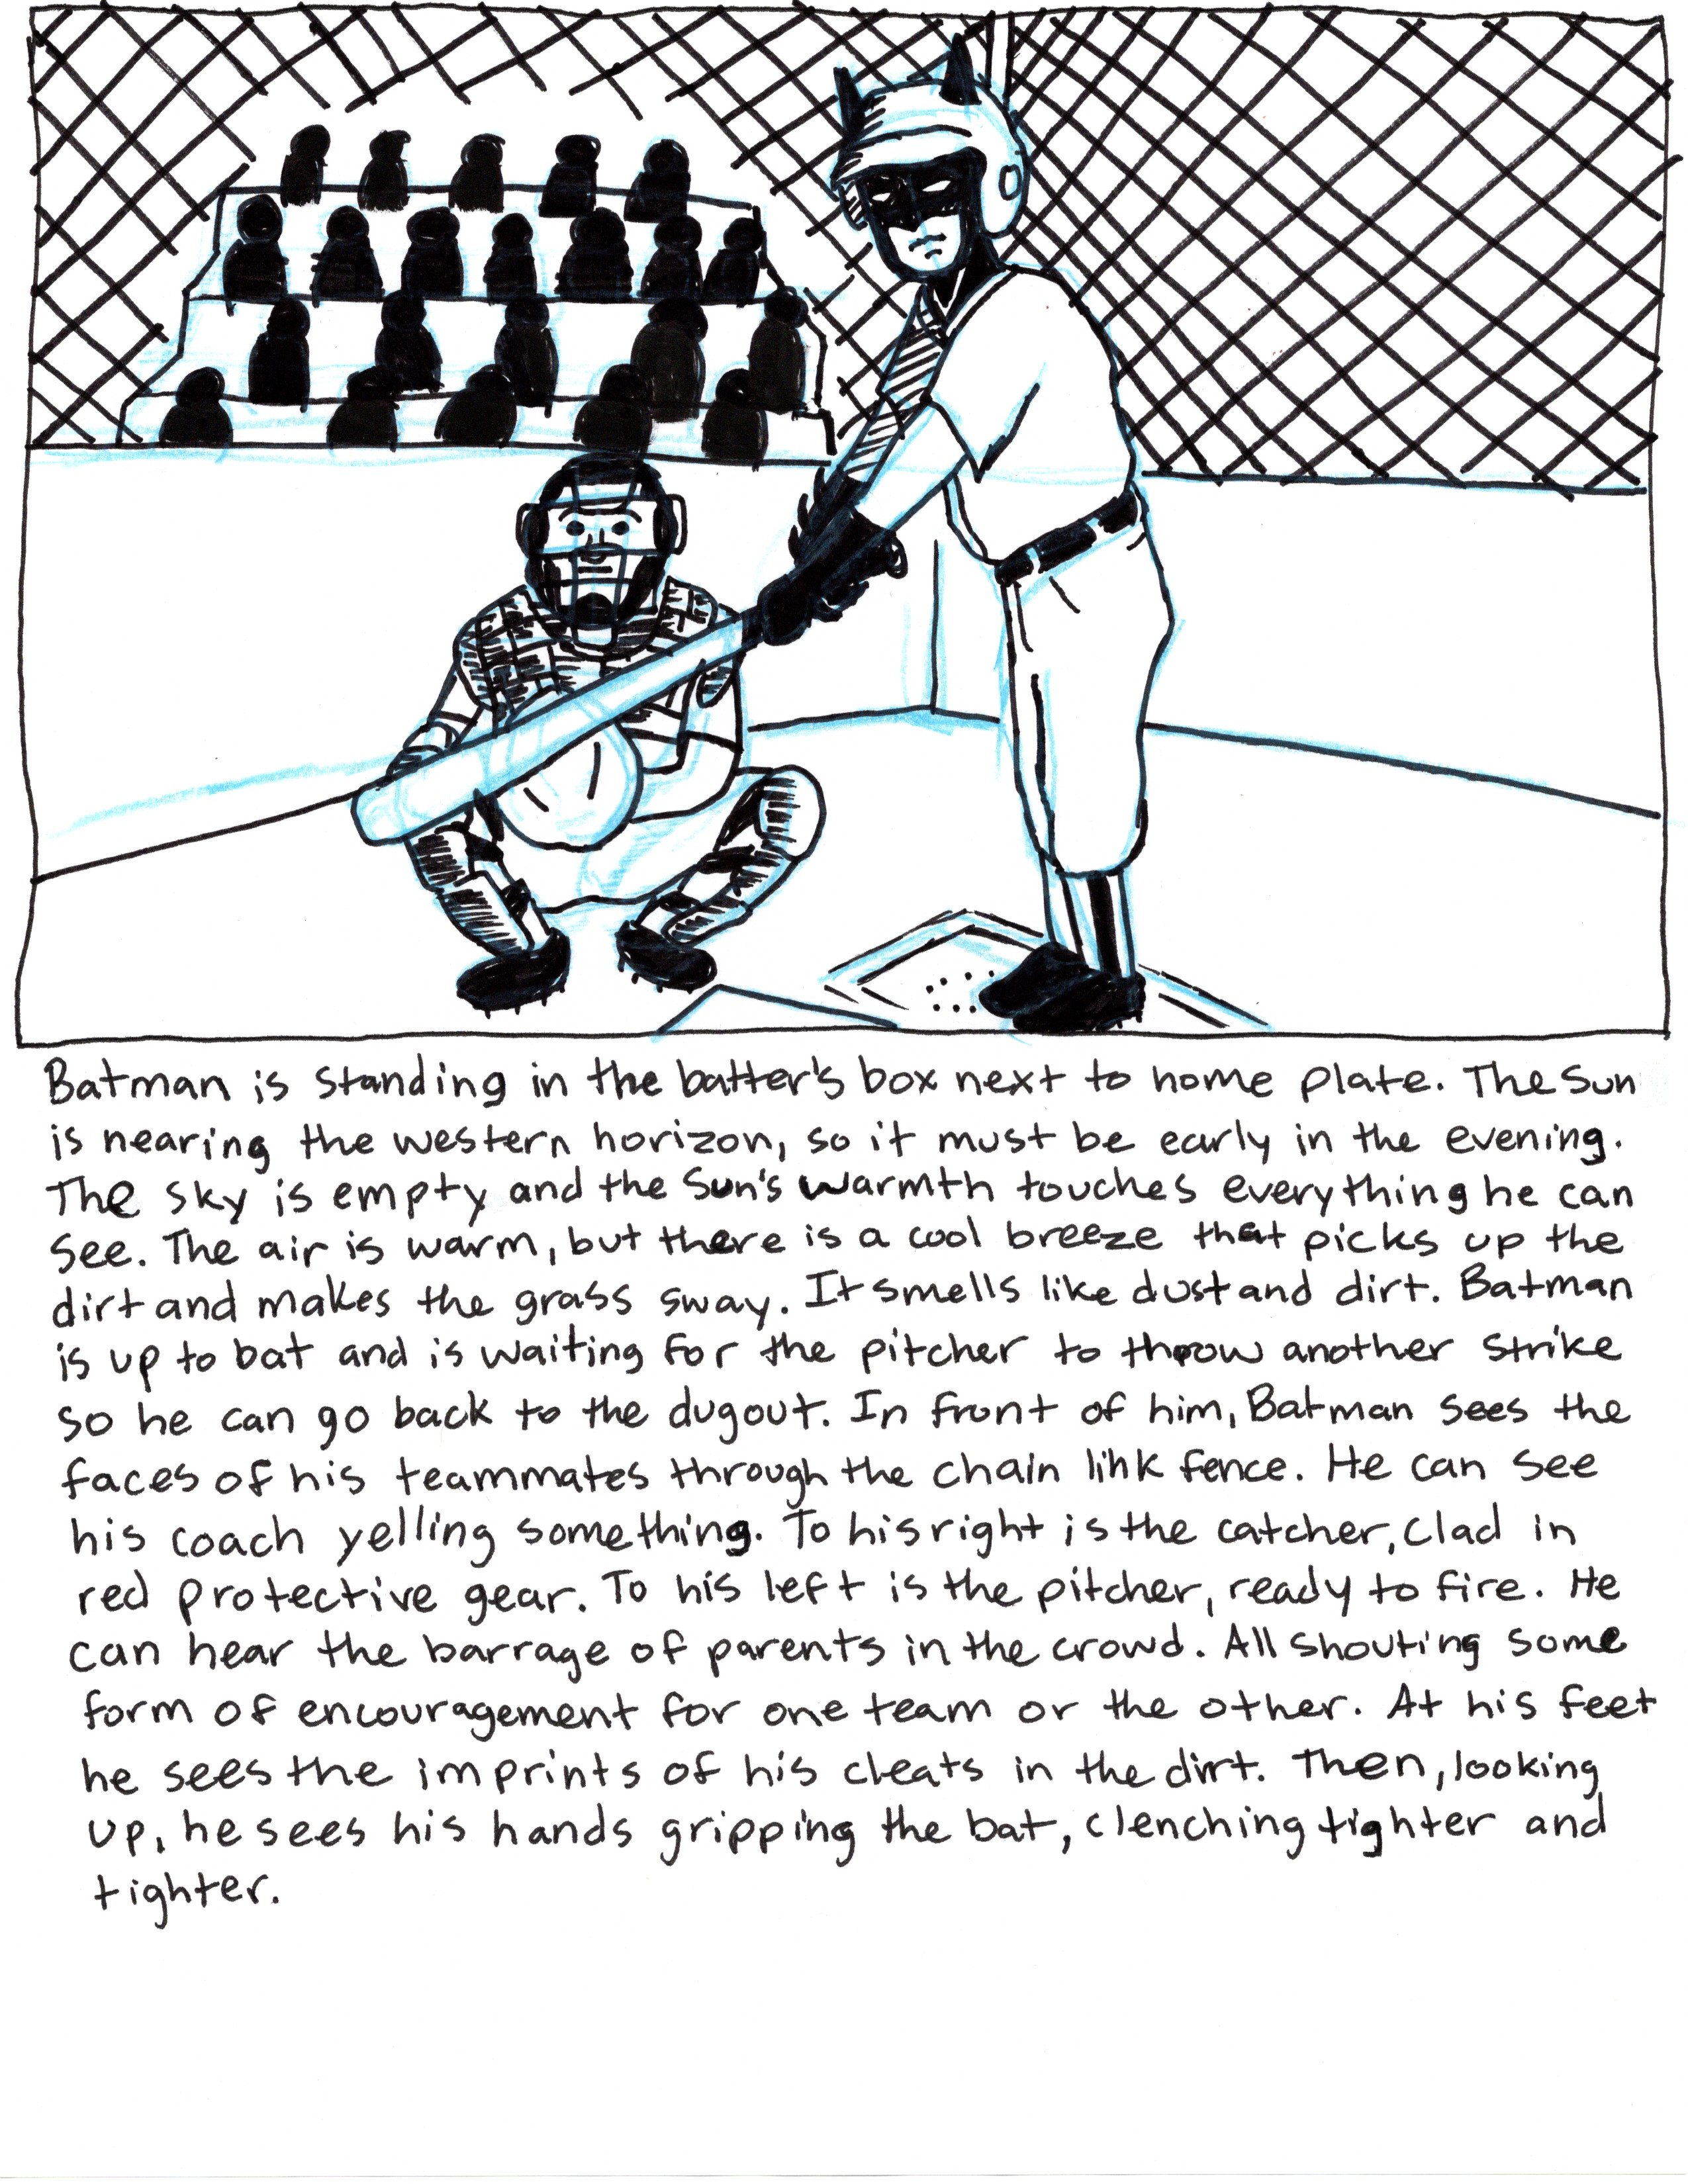 Batman is standing in the batter's box next to home plate. The Sun
is nearing the western horizon, so it must be early in the evening.
The sky is empty and the Sun's warmth touches everything he can
see. The air is warm, but there is a cool breeze that picks up the
dirt and makes the grass sway. It smells like dust and dirt. Batman
is up to bat and is waiting for the pitcher to throw another strike
so he can go back to the dugout. In front of him, Batman sees the
faces of his teammates through the chain link fence. He can see
his coach yelling something. To his right is the catcher, clad in
red protective gear. To his left is the pitcher, ready to fire. He
can hear the barrage of parents in the crowd. All shouting some
form of encouragement for one team or the other. At his feet
he sees the imprints of his cleats in the dirt. Then, looking
up, he sees his hands gripping the bat, clenching tighter and
tighter.